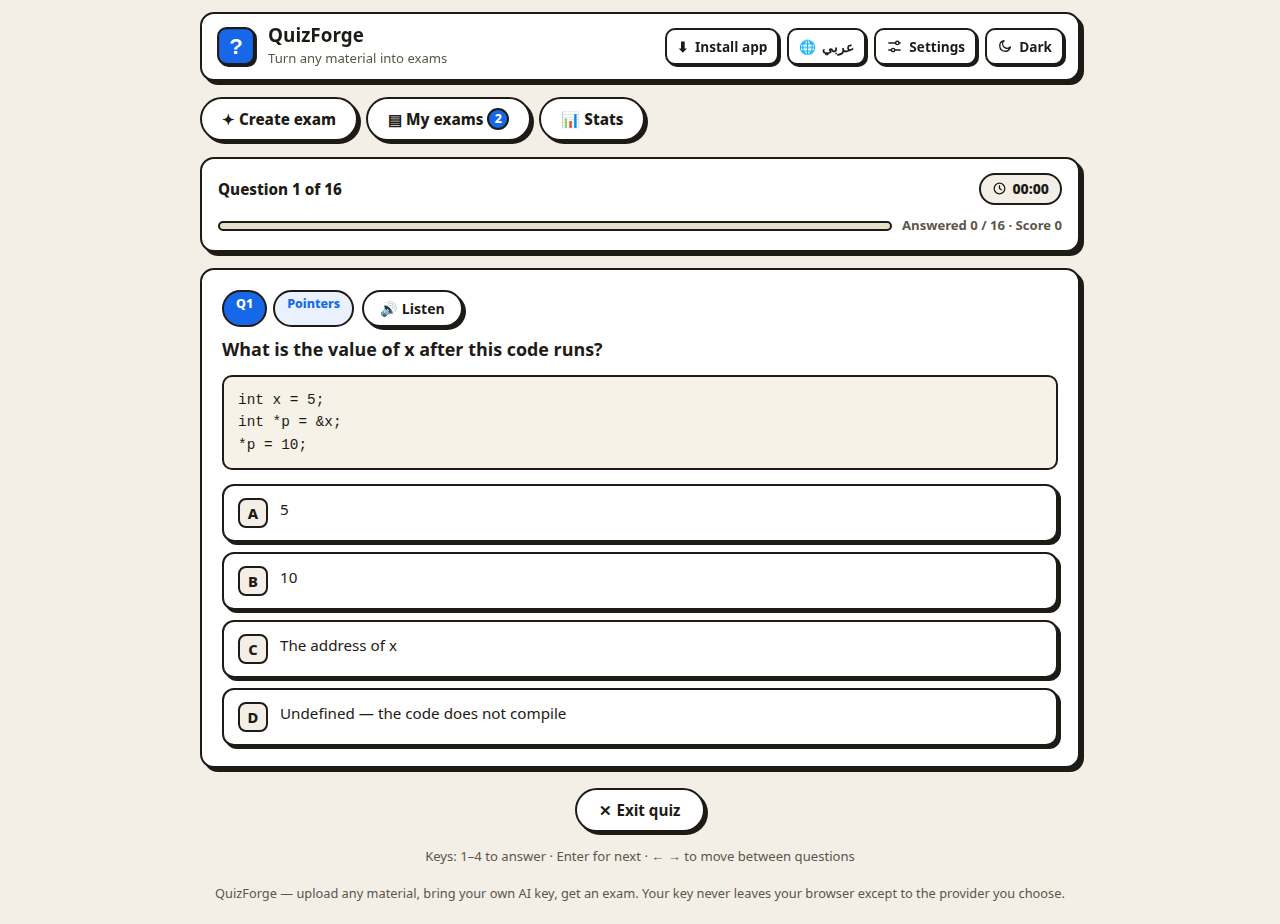 ?
QuizForge
Turn any material into exams
⬇ Install app
🌐 عربي
Settings
Dark
✦ Create exam
▤ My exams 2
📊 Stats
Question 1 of 16
00:00
Answered 0 / 16 · Score 0
Q1
Pointers
🔊 Listen
What is the value of x after this code runs?
int x = 5;
int *p = &x;
*p = 10;
A 5
B 10
C The address of x
D Undefined — the code does not compile
✕ Exit quiz
Keys: 1–4 to answer · Enter for next · ← → to move between questions
QuizForge — upload any material, bring your own AI key, get an exam. Your key never leaves your browser except to the provider you choose.